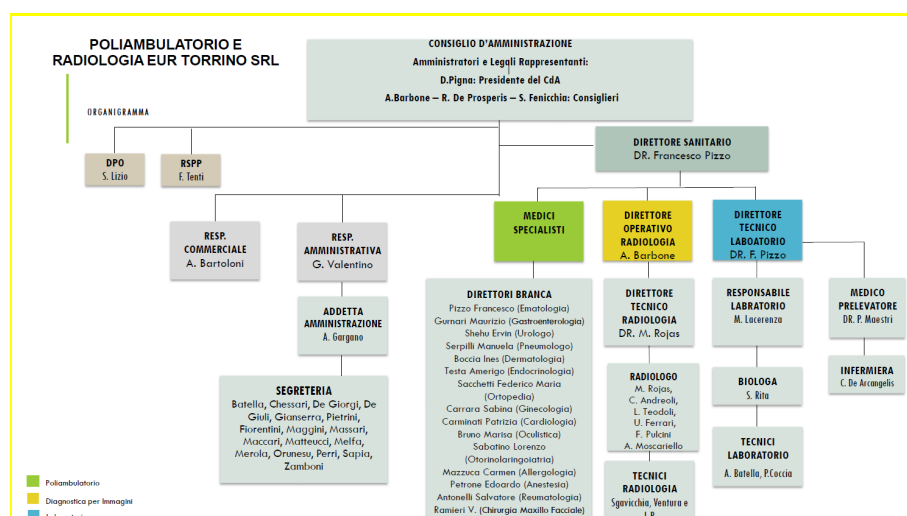 POLIAMBULATORIO E
RADIOLOGIA EUR TORRINO SRL
ORGANIGRAMMA
CONSIGLIO D'AMMINISTRAZIONE
Amministratori e Legali Rappresentanti:
D.Pigna: Presidente del CdA
A.Barbone – R. De Prosperis – S. Fenicchia: Consiglieri
DPO
S. Lizio
RSPP
F. Tenti
DIRETTORE SANITARIO
DR. Francesco Pizzo
RESP.
COMMERCIALE
A. Bartoloni
RESP.
AMMINISTRATIVA
G. Valentino
MEDICI
SPECIALISTI
DIRETTORE
OPERATIVO
RADIOLOGIA
A. Barbone
DIRETTORE
TECNICO
LABOATORIO
DR. F. Pizzo
ADDETTA
AMMINISTRAZIONE
A. Gargano
SEGRETERIA
Batella, Chessari, De Giorgi, De
Giuli, Gianserra, Pietrini,
Fiorentini, Maggini, Massari,
Maccari, Matteucci, Melfa,
Merola, Orunesu, Perri, Sapia,
Zamboni
DIRETTORI BRANCA
Pizzo Francesco (Ematologia)
Gurnari Maurizio (Gastroenterologia)
Shehu Ervin (Urologo)
Serpilli Manuela (Pneumologo)
Boccia Ines (Dermatologia)
Testa Amerigo (Endocrinologia)
Sacchetti Federico Maria
(Ortopedia)
Carrara Sabina (Ginecologia)
Carminati Patrizia (Cardiologia)
Bruno Marisa (Oculistica)
Sabatino Lorenzo
(Otorinolaringoiatria)
Mazzuca Carmen (Allergologia)
Petrone Edoardo (Anestesia)
Antonelli Salvatore (Reumatologia)
Ramieri V. (Chirurgia Maxillo Facciale)
DIRETTORE
TECNICO
RADIOLOGIA
DR. M. Rojas
RADIOLOGO
M. Rojas,
C. Andreoli,
L. Teodoli,
U. Ferrari,
F. Pulcini
A. Moscariello
TECNICI
RADIOLOGIA
Sgavicchia, Ventura e
RESPONSABILE
LABRATORIO
M. Lacerenza
BIOLOGA
S. Rita
TECNICI
LABORATORIO
A. Batella, P.Coccia
MEDICO
PRELEVATORE
DR. P. Maestri
INFERMIERA
C. De Arcangelis
Poliambulatorio
Diagnostica per Immagini